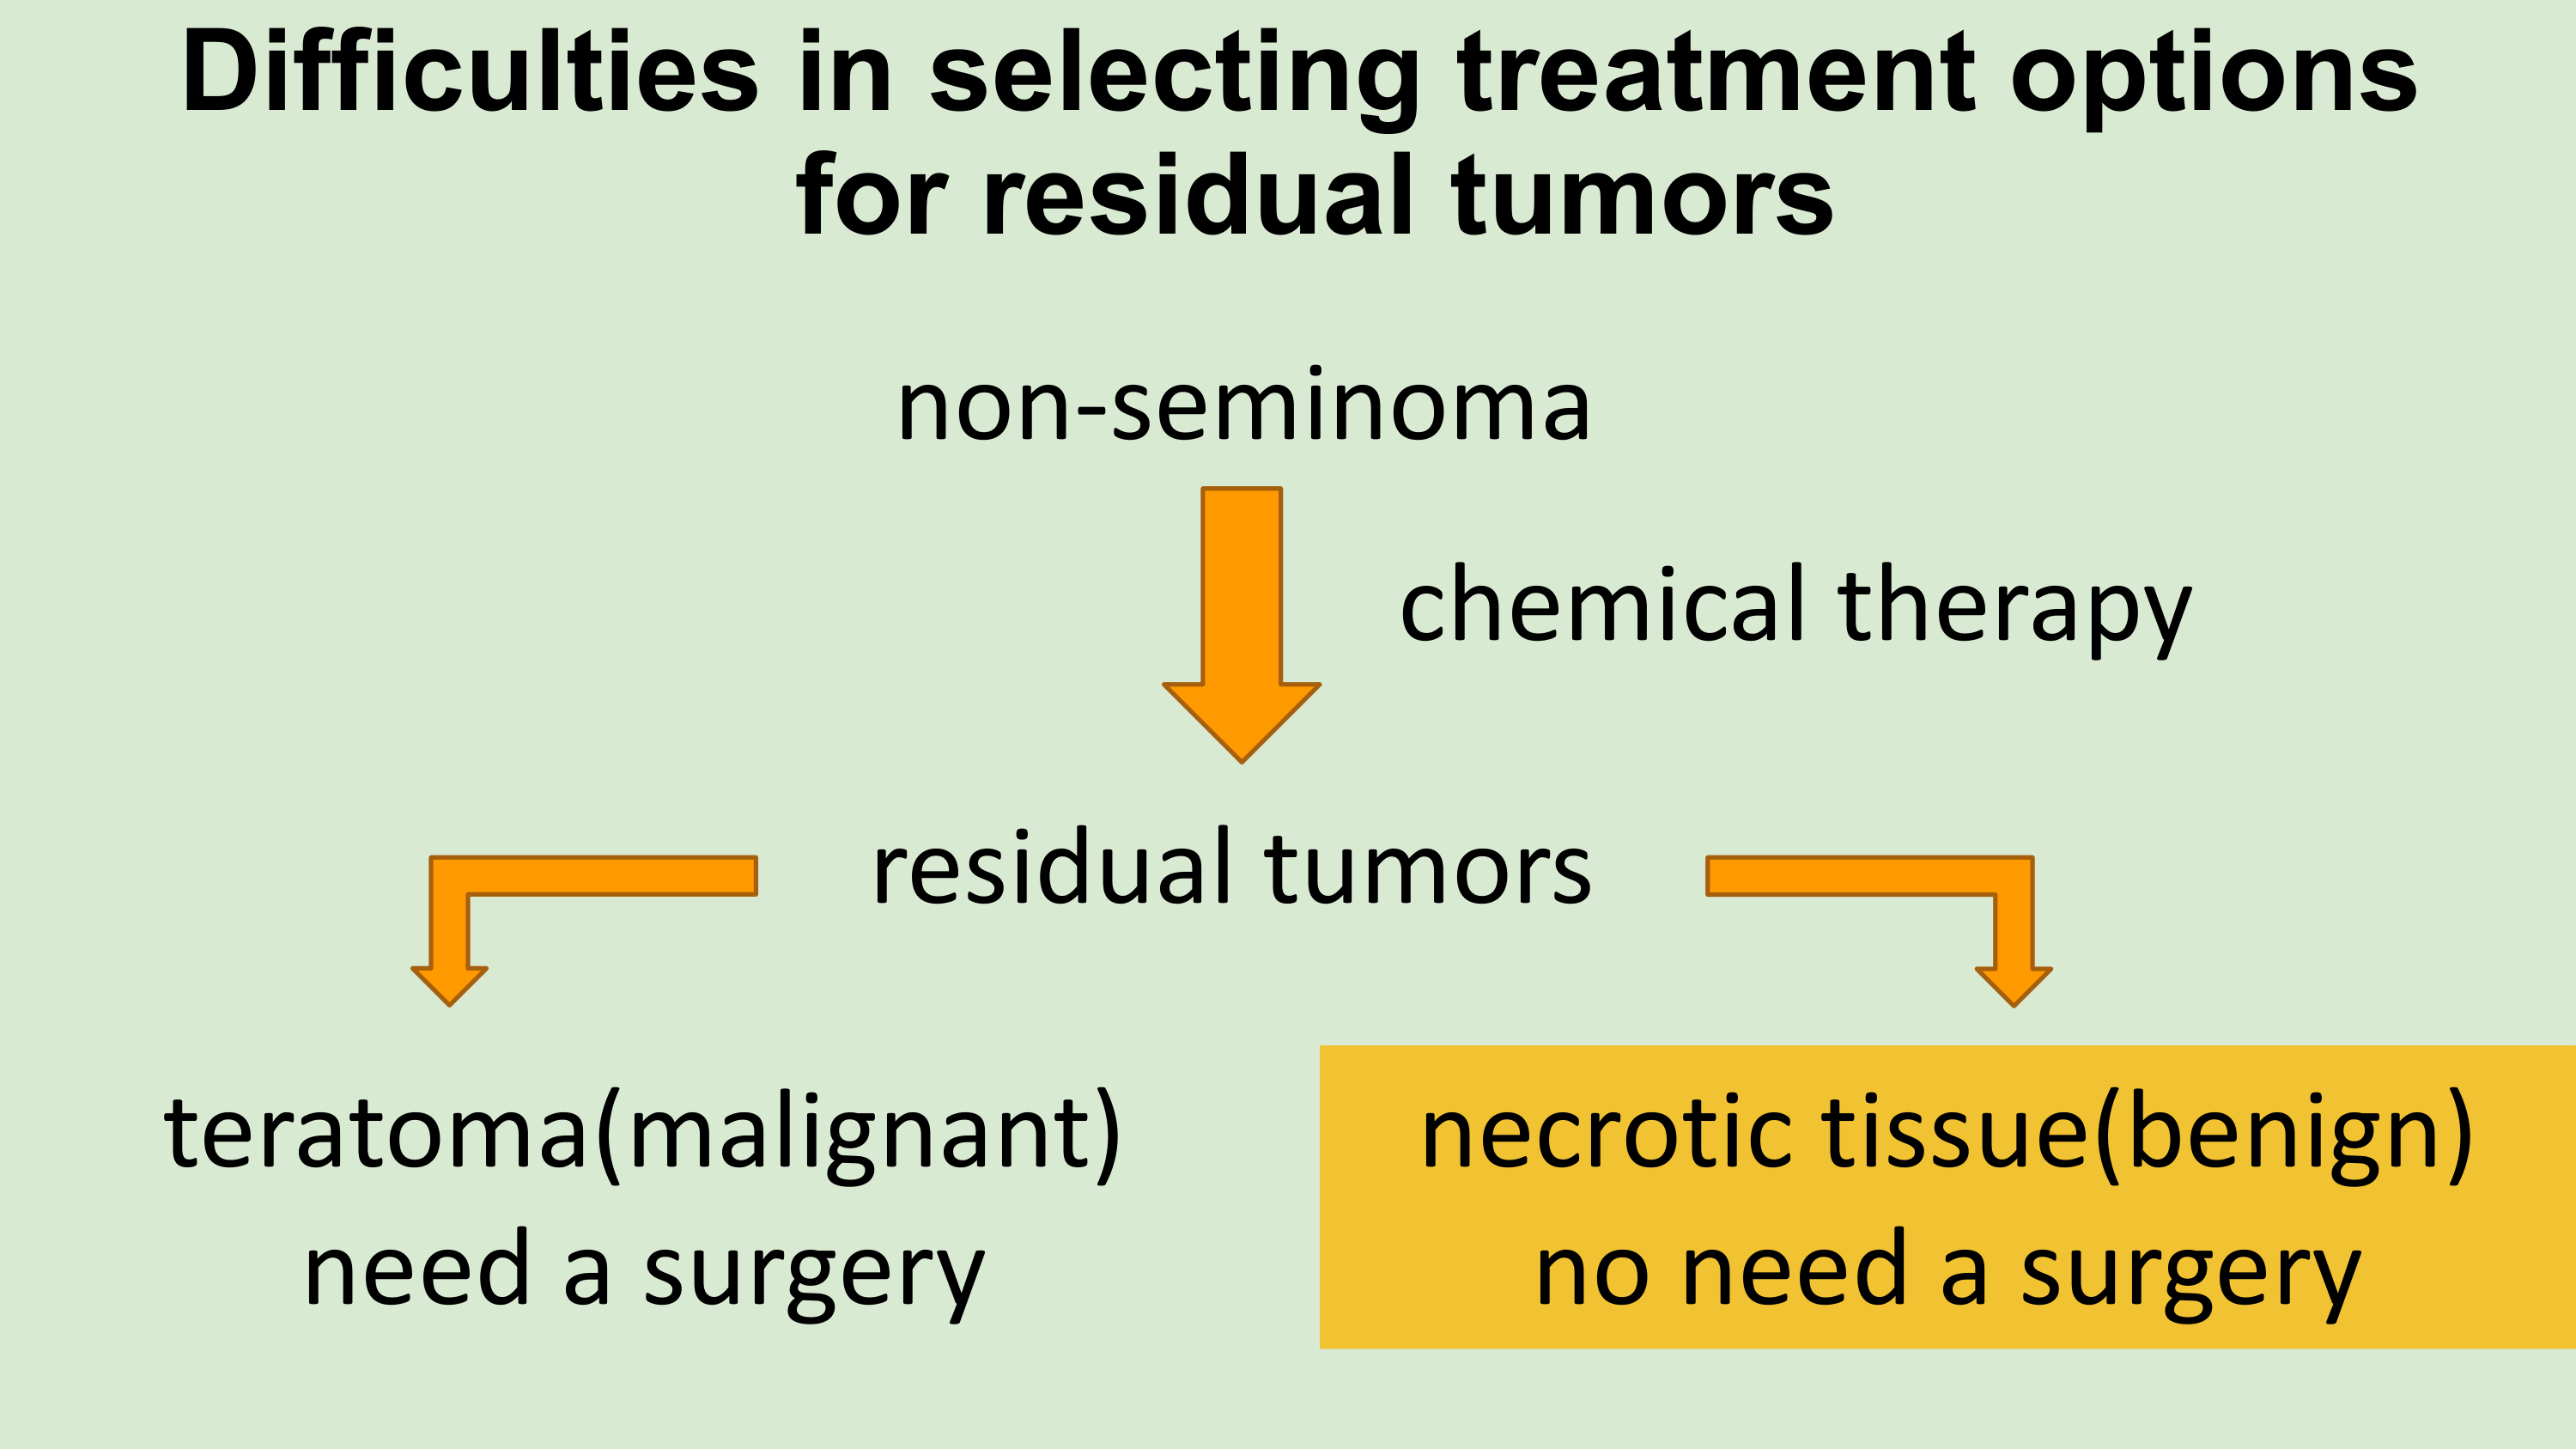 Difficulties in selecting treatment options
for residual tumors
non-seminoma
chemical therapy
residual tumors
teratoma(malignant)
need a surgery
necrotic tissue(benign)
no need a surgery